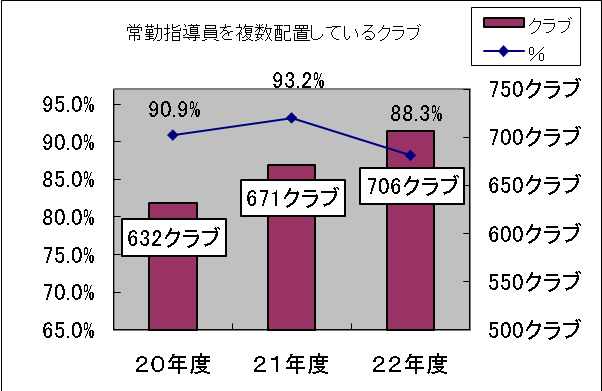 常勤指導員を複数配置しているクラブ
クラブ
%
95.0%
90.0%
85.0%
80.0%
75.0%
70.0%
65.0%
90.9%
93.2%
88.3%
632クラブ
671クラブ
706クラブ
750クラブ
700クラブ
650クラブ
600クラブ
550クラブ
500クラブ
20年度 21年度 22年度